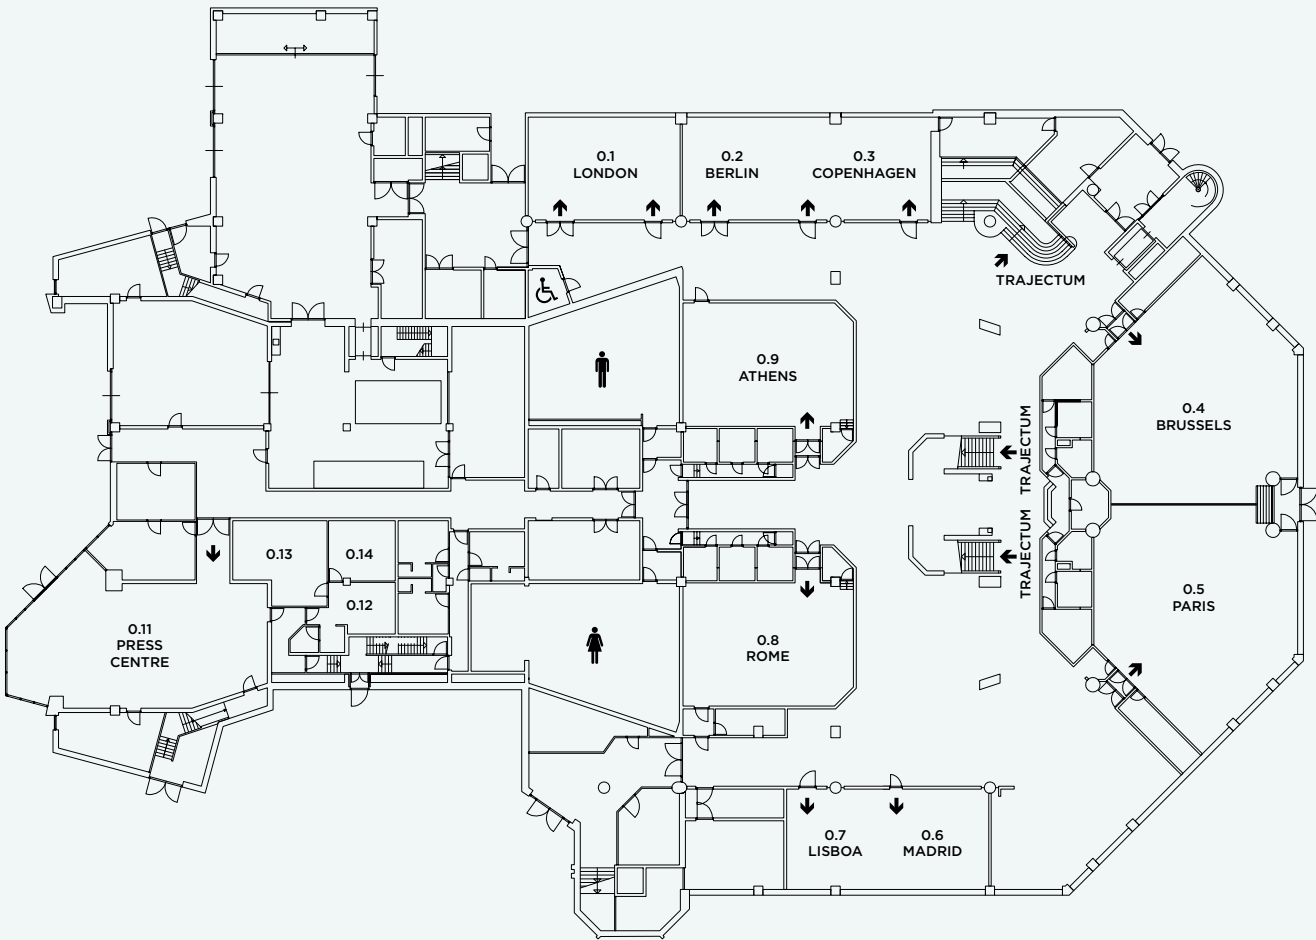 0.1
LONDON
0.2
BERLIN
0.3
COPENHAGEN
TRAJECTUM
0.9
ATHENS
0.4
BRUSSELS
TRAJECTUM
TRAJECTUM
0.13
0.14
0.12
0.11
PRESS
CENTRE
0.8
ROME
0.5
PARIS
0.7
LISBOA
0.6
MADRID